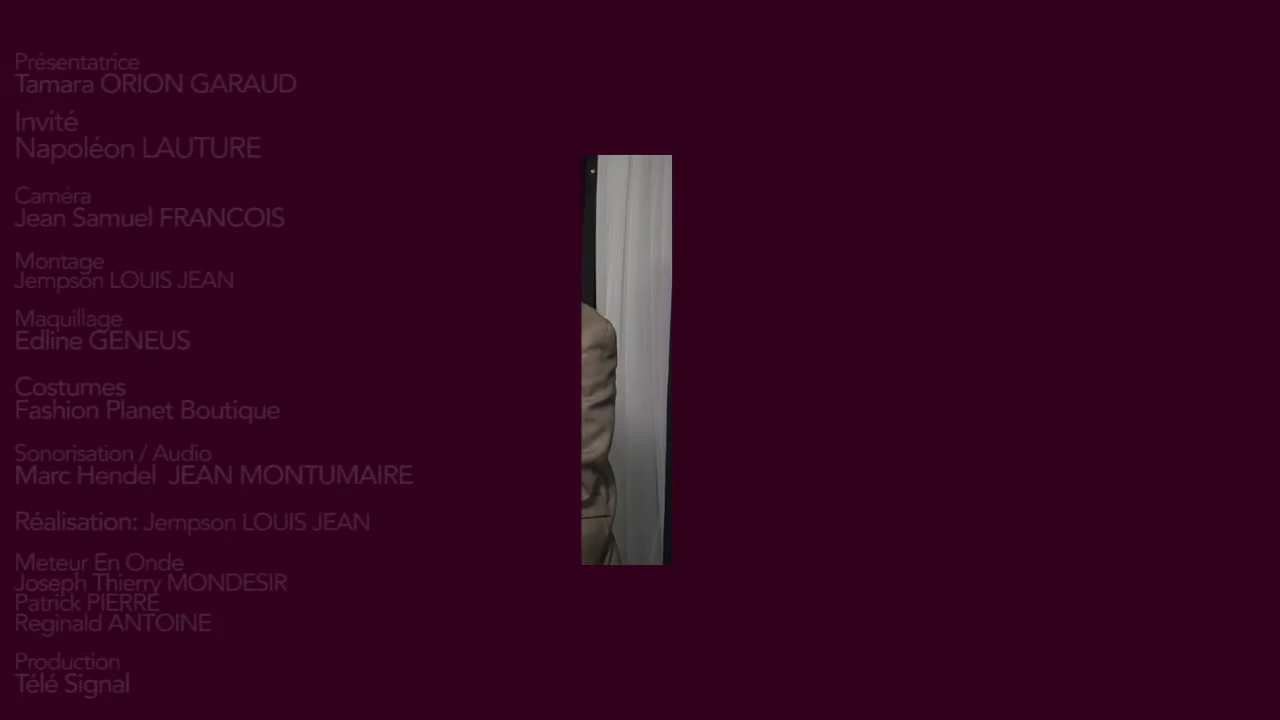 Présentatrice
Tamara ORION GARAUD
Invité
Napoléon LAUTURE
Caméra
Jean Samuel FRANCOIS
Montage
Jempson LOUIS JEAN
Maquillage
Edline GENEUS
Costumes
Fashion Planet Boutique
Sonorisation / Audio
Marc Hendel JEAN MONTUMAIRE
Réalisation: Jempson LOUIS JEAN
Meteur En Onde
Joseph Thierry MONDESIR
Patrick PIERRE
Reginald ANTOINE
Production
Télé Signal